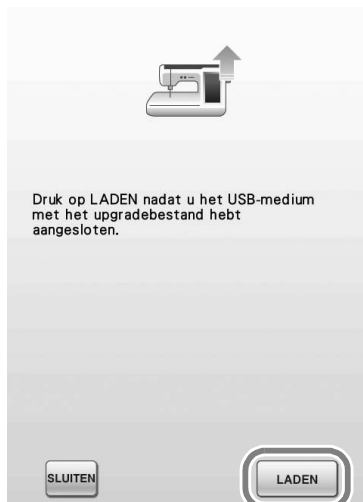 Druk op LADEN nadat u het USB-medium
met het upgradebestand hebt
aangesloten.
SLUITEN
LADEN